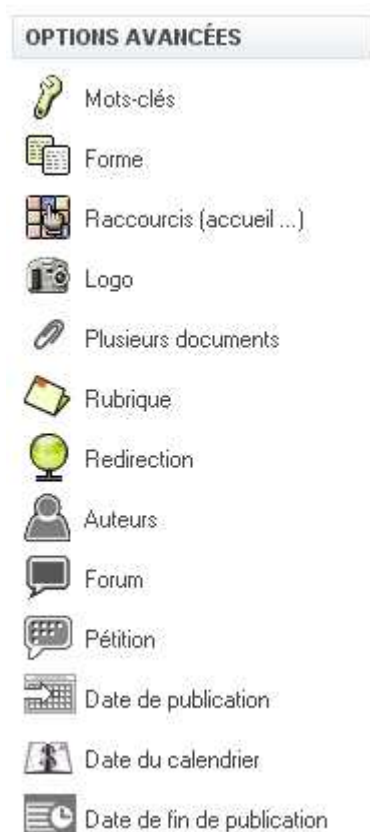 OPTIONS AVANCÉES
Mots-clés
Forme
Raccourcis (accueil ...)
Logo
Plusieurs documents
Rubrique
Redirection
Auteurs
Forum
Pétition
Date de publication
Date du calendrier
Date de fin de publication